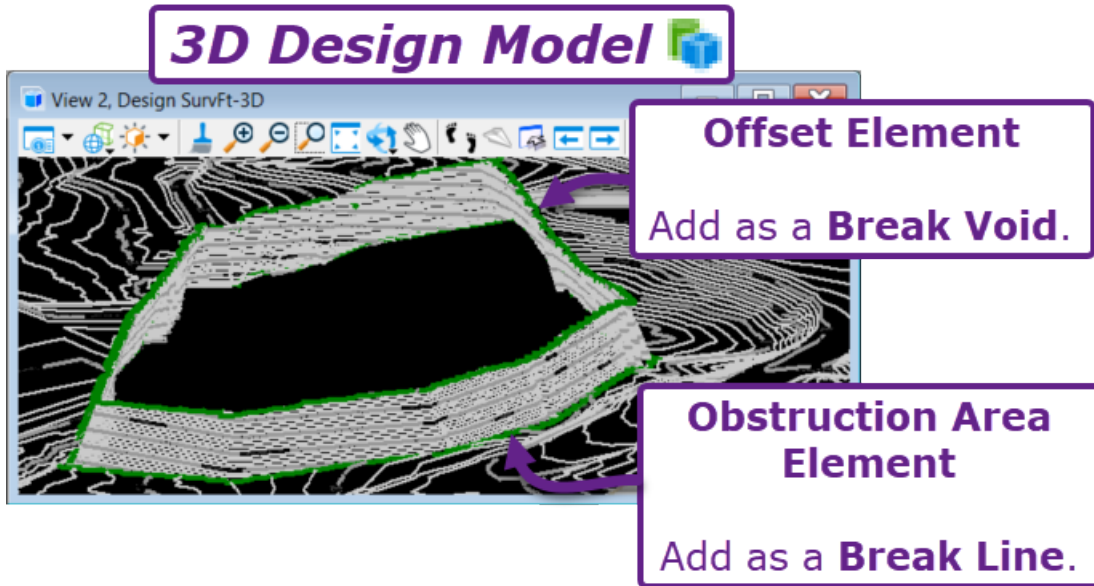 3D Design Model
View 2, Design SurvFt-3D
Offset Element
Add as a Break Void.
Obstruction Area
Element
Add as a Break Line.